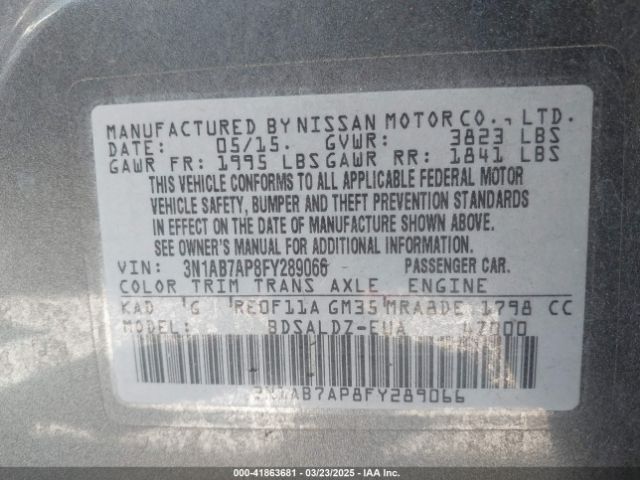 MANUFACTURED BY NISSAN MOTOR CO., LTD.
DATE: 05/15. GVWR: 3823 LBS
GAWR FR: 1995 LBS GAWR RR: 1841 LBS
THIS VEHICLE CONFORMS TO ALL APPLICABLE FEDERAL MOTOR
VEHICLE SAFETY, BUMPER AND THEFT PREVENTION STANDARDS
IN EFFECT ON THE DATE OF MANUFACTURE SHOWN ABOVE.
SEE OWNER'S MANUAL FOR ADDITIONAL INFORMATION.
VIN: 3N1AB7AP8FY289066 PASSENGER CAR.
COLOR TRIM TRANS AXLE ENGINE
KAD G RE0F11A GM35 MRA8DE 1798 CC
MODEL: BDSALDZ-EUA
3N1AB7AP8FY289066
000-41863681 | 03/23/2025 | IAA Inc.